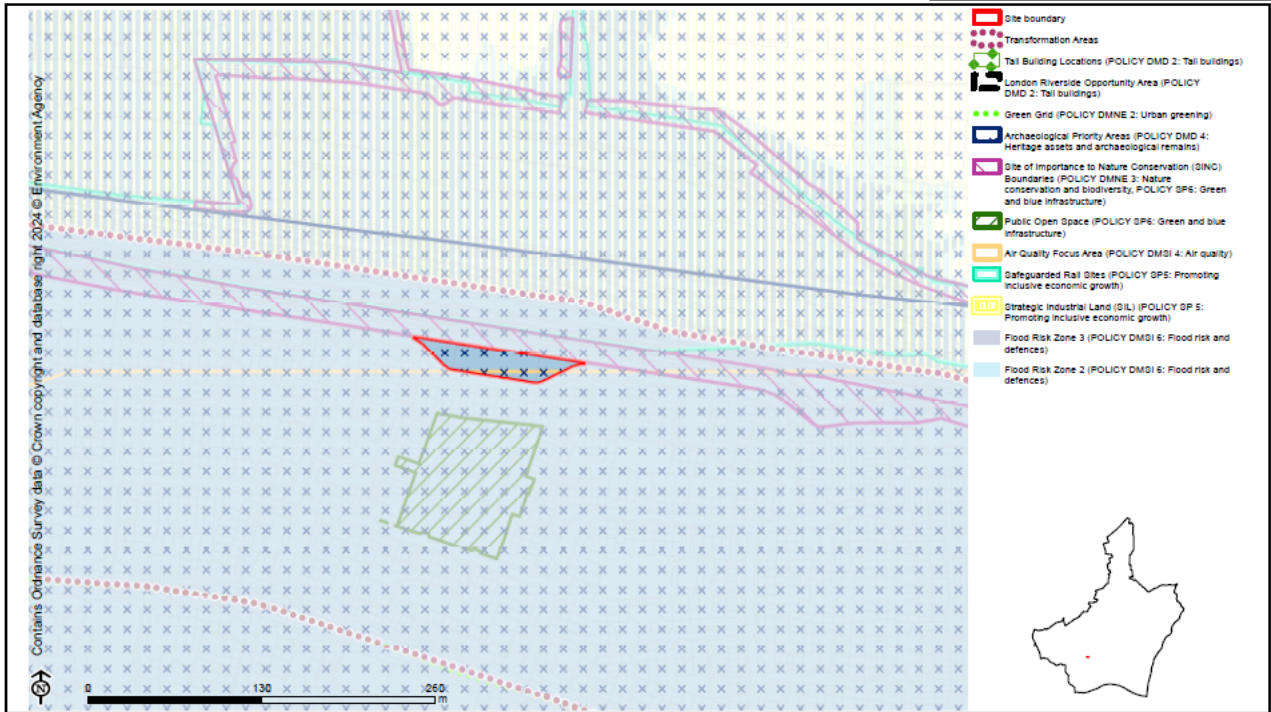 Site boundary
Transformation Areas
Tall Building Locations (POLICY DMD 2: Tall buildings)
London Riverside Opportunity Area (POLICY
DMD 2: Tall buildings)
Green Grid (POLICY DMNE 2: Urban greening)
Archaeological Priority Areas (POLICY DMD 4:
Heritage assets and archaeological remains)
Site of Importance to Nature Conservation (SINC)
Boundaries (POLICY DMNE 3: Nature
conservation and biodiversity, POLICY SP6: Green
and blue infrastructure)
Public Open Space (POLICY SP6: Green and blue
infrastructure)
Air Quality Focus Area (POLICY DMSI 4: Air quality)
Safeguarded Rail Sites (POLICY SP5: Promoting
inclusive economic growth)
Strategic Industrial Land (SIL) (POLICY SP 5:
Promoting inclusive economic growth)
Flood Risk Zone 3 (POLICY DMSI 6: Flood risk and
defences)
Flood Risk Zone 2 (POLICY DMSI 6: Flood risk and
defences)
Contains Ordnance Survey data © Crown copyright and database right 2024 © Environment Agency
N
0 130 260
m